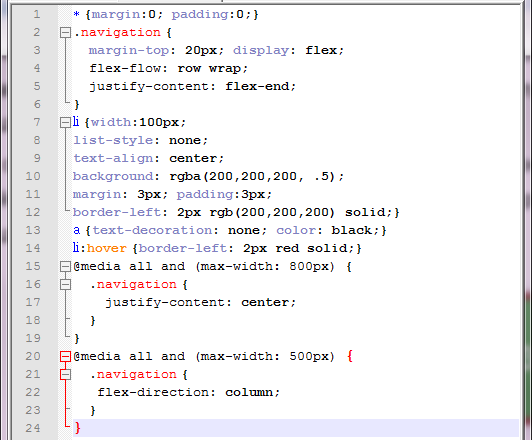 1 * {margin:0; padding:0;}
2 .navigation {
3 margin-top: 20px; display: flex;
4 flex-flow: row wrap;
5 justify-content: flex-end;
6 }
7 li {width:100px;
8 list-style: none;
9 text-align: center;
10 background: rgba(200,200,200, .5);
11 margin: 3px; padding:3px;
12 border-left: 2px rgb(200,200,200) solid;}
13 a {text-decoration: none; color: black;}
14 li:hover {border-left: 2px red solid;}
15 @media all and (max-width: 800px) {
16 .navigation {
17 justify-content: center;
18 }
19 }
20 @media all and (max-width: 500px) {
21 .navigation {
22 flex-direction: column;
23 }
24 }